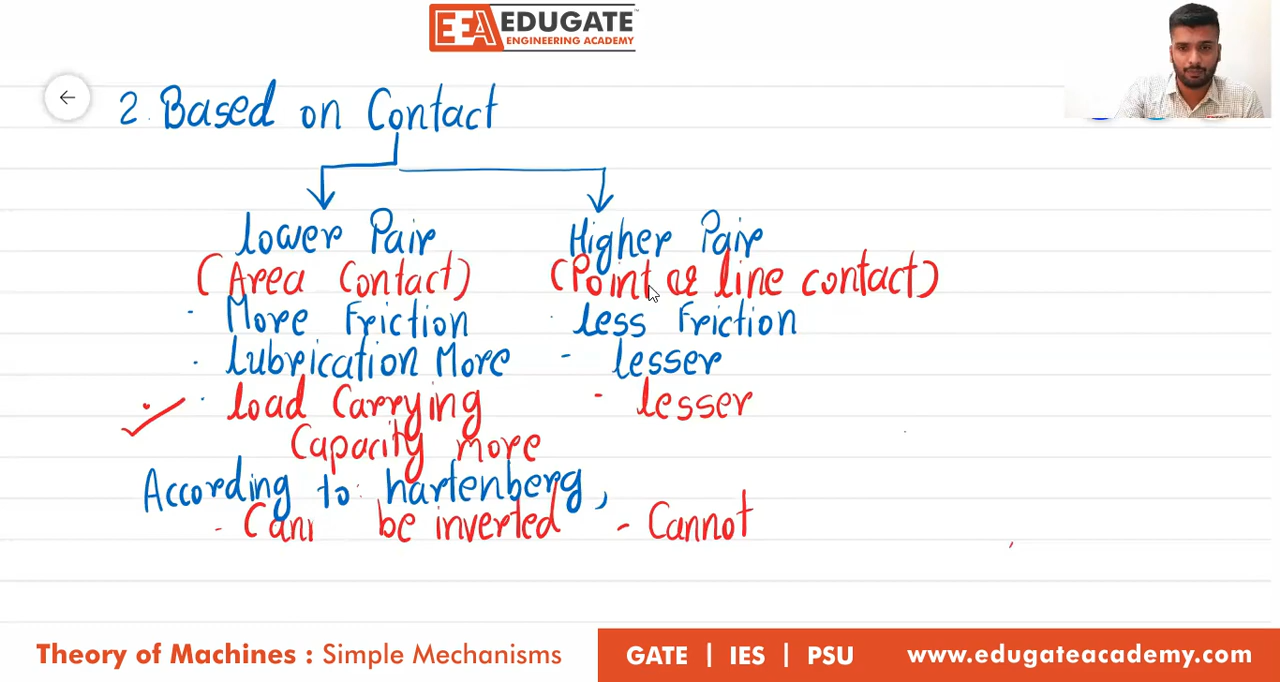 EEA EDUGATE
ENGINEERING ACADEMY
2. Based on Contact
Lower Pair Higher Pair
(Area Contact) (Point or line contact)
· More Friction · less Friction
· Lubrication More - lesser
· load Carrying - lesser
Capacity more
According to hartenberg,
- Can be inverted - Cannot
Theory of Machines : Simple Mechanisms GATE | IES | PSU www.edugateacademy.com